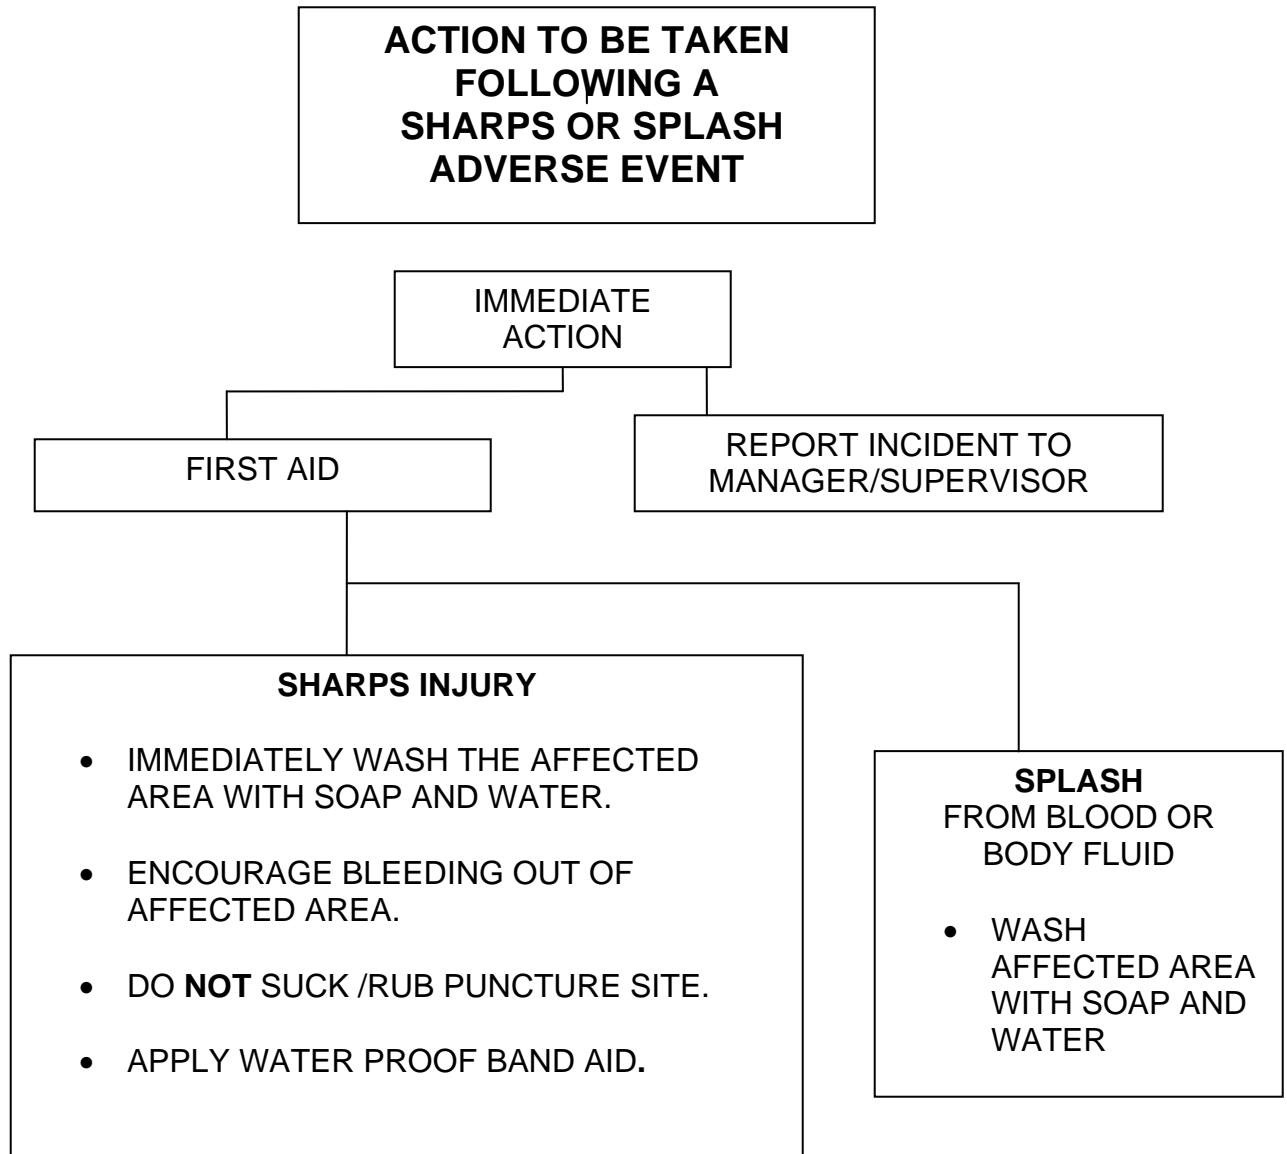 ACTION TO BE TAKEN
FOLLOWING A
SHARPS OR SPLASH
ADVERSE EVENT
IMMEDIATE
ACTION
FIRST AID
REPORT INCIDENT TO
MANAGER/SUPERVISOR
SHARPS INJURY
• IMMEDIATELY WASH THE AFFECTED
AREA WITH SOAP AND WATER.
• ENCOURAGE BLEEDING OUT OF
AFFECTED AREA.
• DO NOT SUCK /RUB PUNCTURE SITE.
• APPLY WATER PROOF BAND AID.
SPLASH
FROM BLOOD OR
BODY FLUID
• WASH
AFFECTED AREA
WITH SOAP AND
WATER